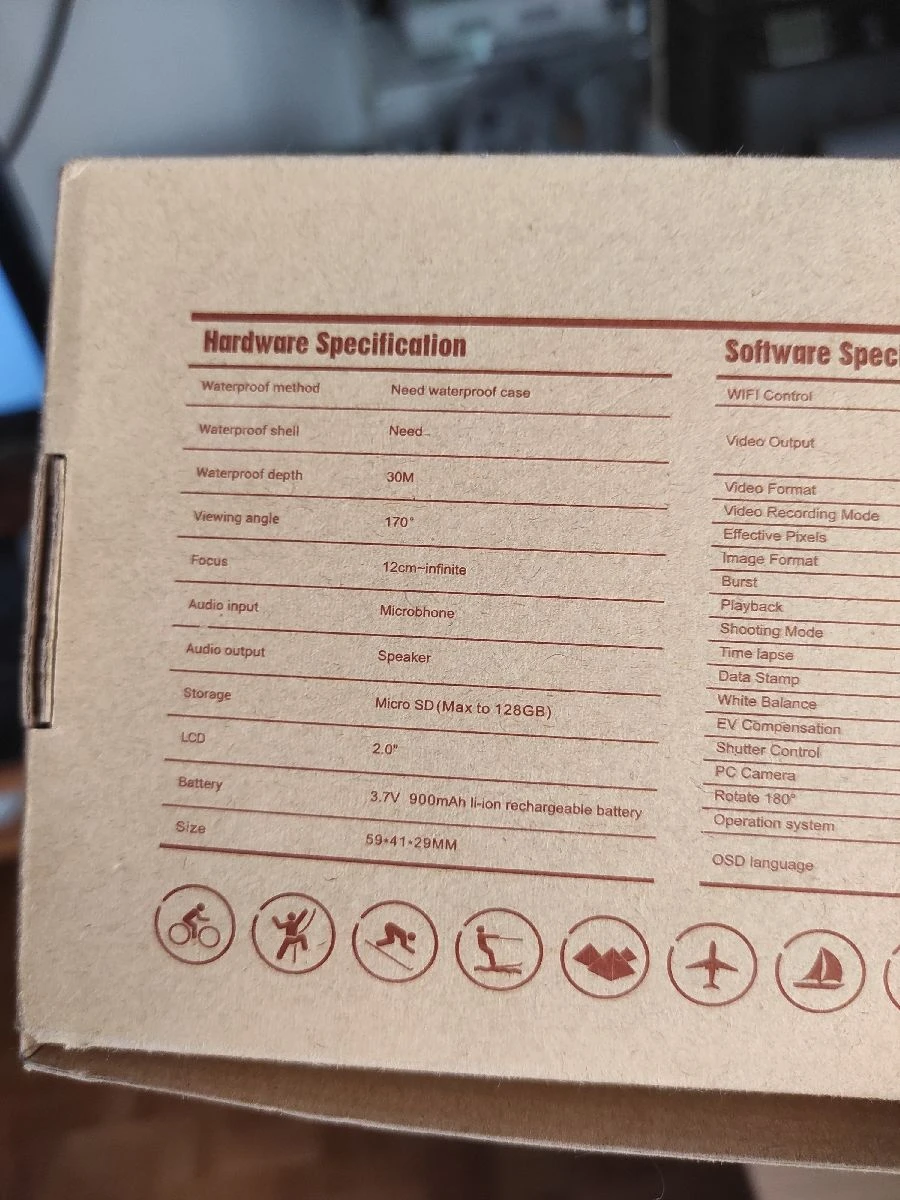 Hardware Specification
Waterproof method Need waterproof case
Waterproof shell Need
Waterproof depth 30M
Viewing angle 170°
Focus 12cm~infinite
Audio input Microbhone
Audio output Speaker
Storage Micro SD(Max to 128GB)
LCD 2.0"
Battery 3.7V 900mAh li-ion rechargeable battery
Size 59*41*29MM
Software Speci
WIFI Control
Video Output
Video Format
Video Recording Mode
Effective Pixels
Image Format
Burst
Playback
Shooting Mode
Time lapse
Data Stamp
White Balance
EV Compensation
Shutter Control
PC Camera
Rotate 180°
Operation system
OSD language